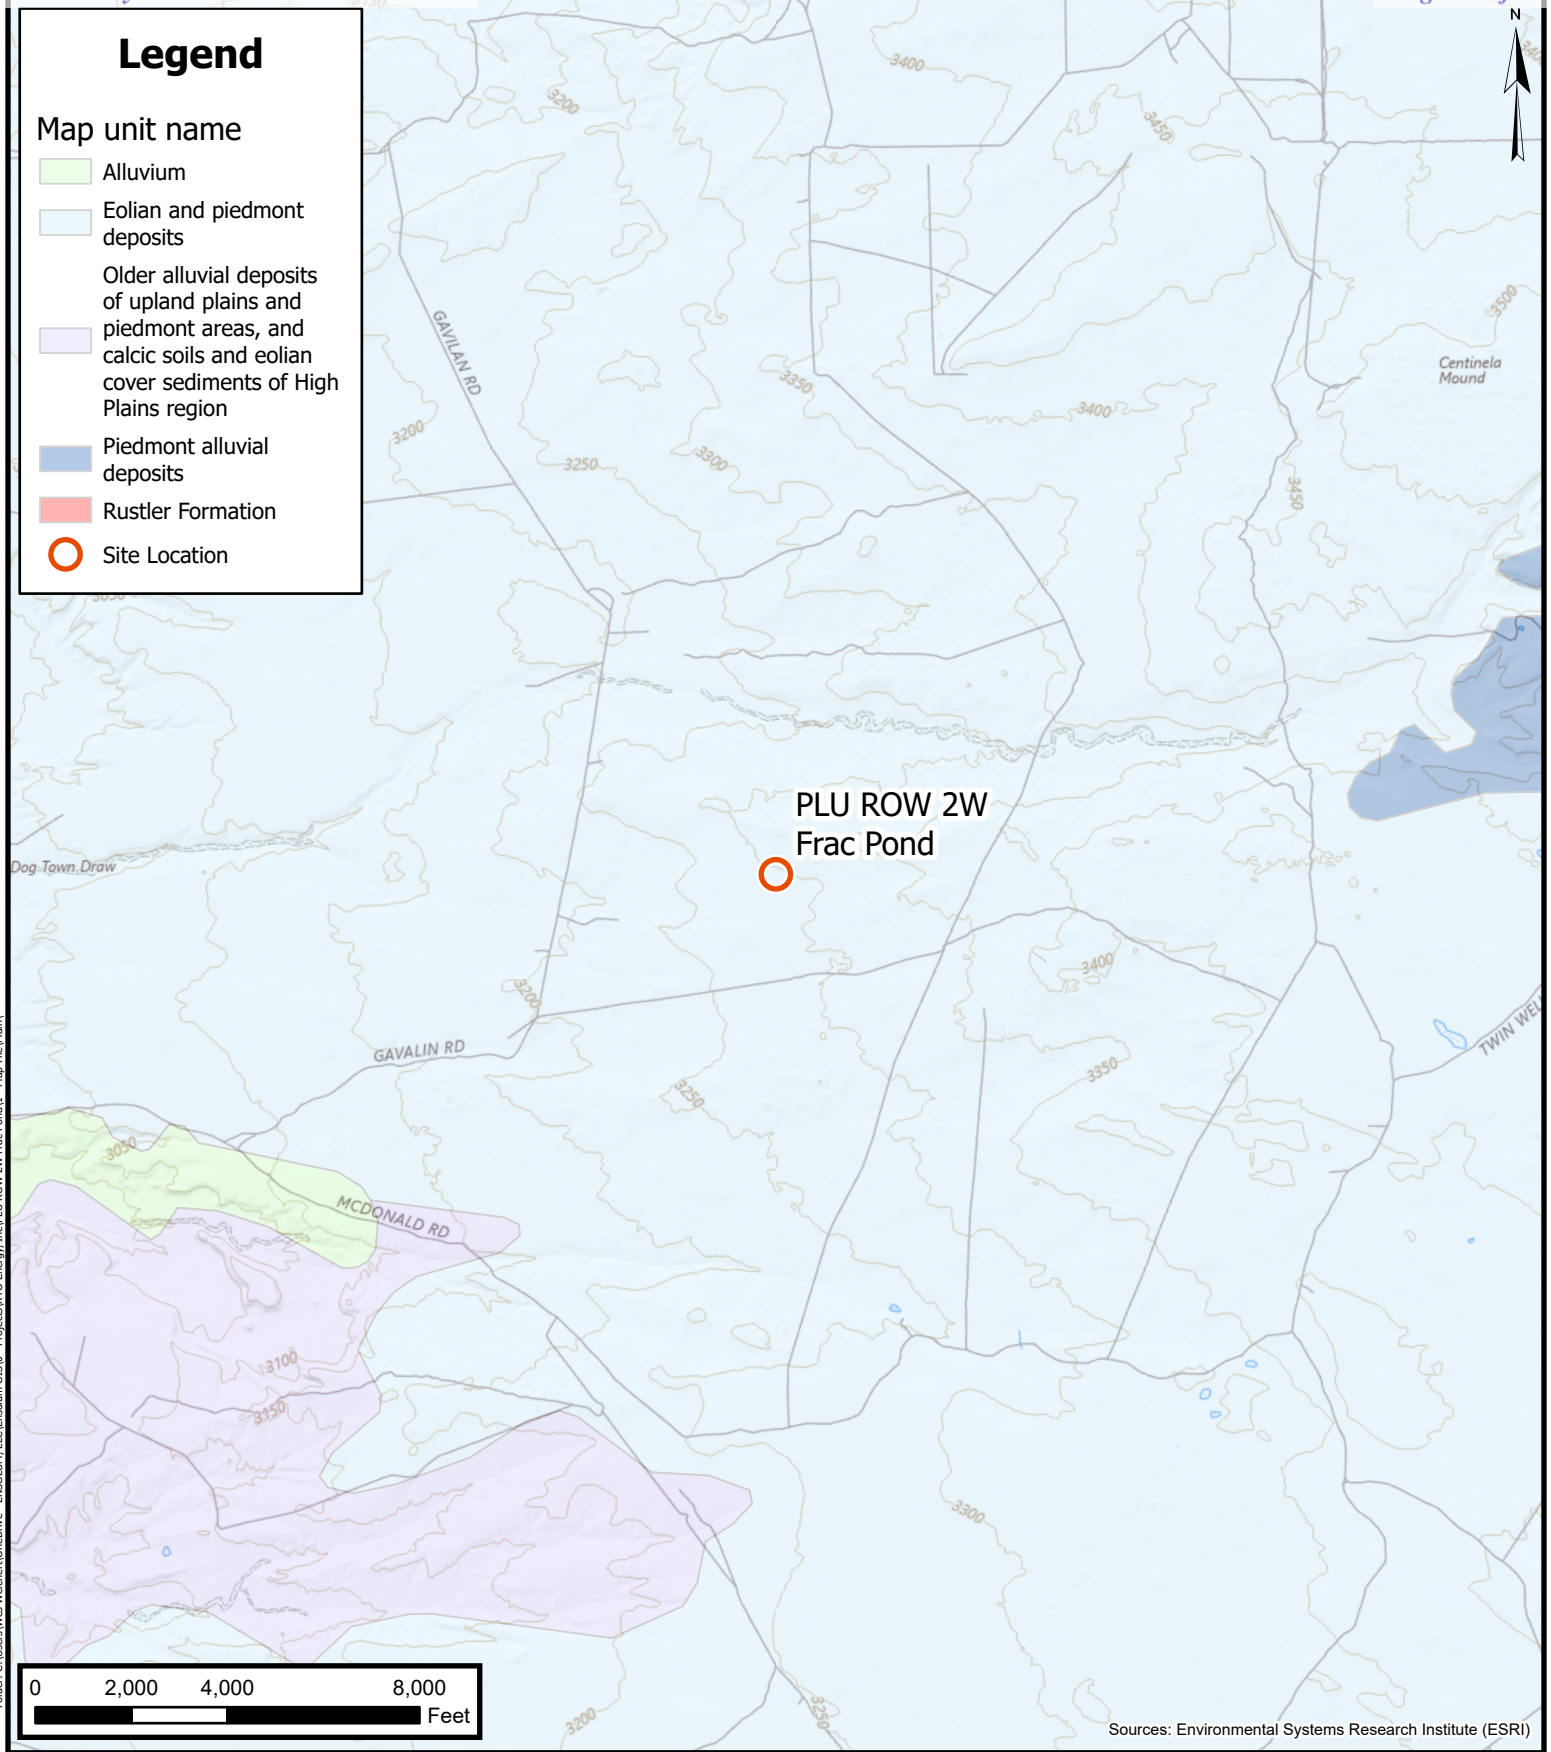 N
Legend
Map unit name
Alluvium
Eolian and piedmont
deposits
Older alluvial deposits
of upland plains and
piedmont areas, and
calcic soils and eolian
cover sediments of High
Plains region
Piedmont alluvial
deposits
Rustler Formation
Site Location
3400
3200
3450
3500
GAVILAN RD
Centinela
Mound
3350
3400
3200
3250
3300
3450
PLU ROW 2W
Frac Pond
Dog Town Draw
3400
3200
TWIN WEL
GAVALIN RD
3350
3250
3050
MCDONALD RD
3100
3150
3300
3200
3250
0 2,000 4,000 8,000
Feet
Sources: Environmental Systems Research Institute (ESRI)